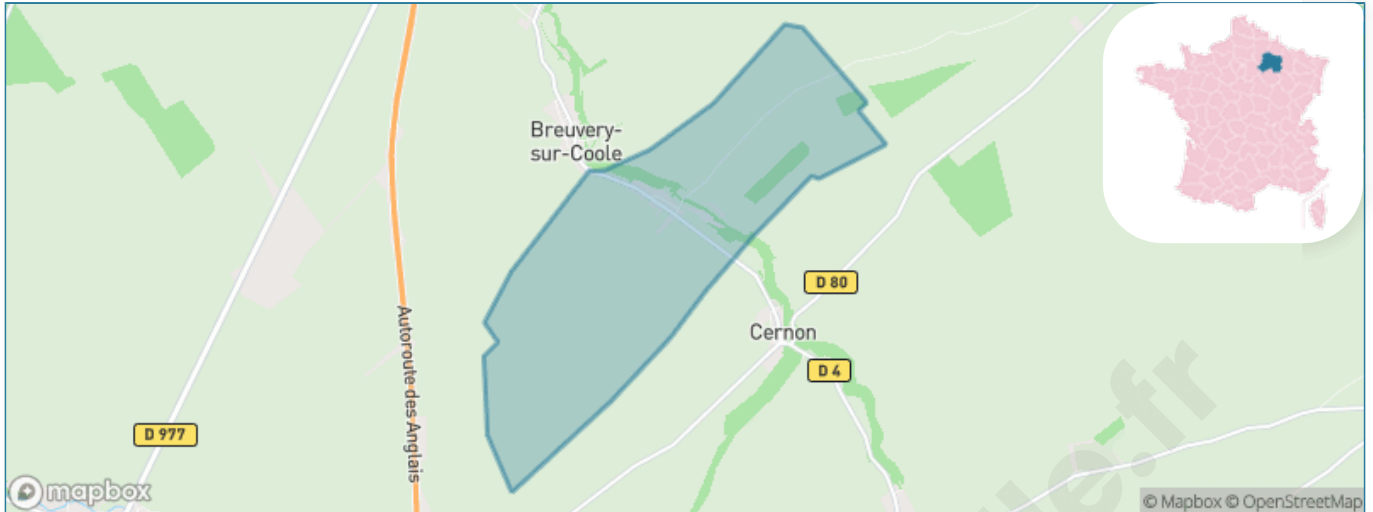 Breuvery-
sur-Coole
D 80
Cernon
D 4
Autoroute des Anglais
D 977
mapbox
© Mapbox © OpenStreetMap